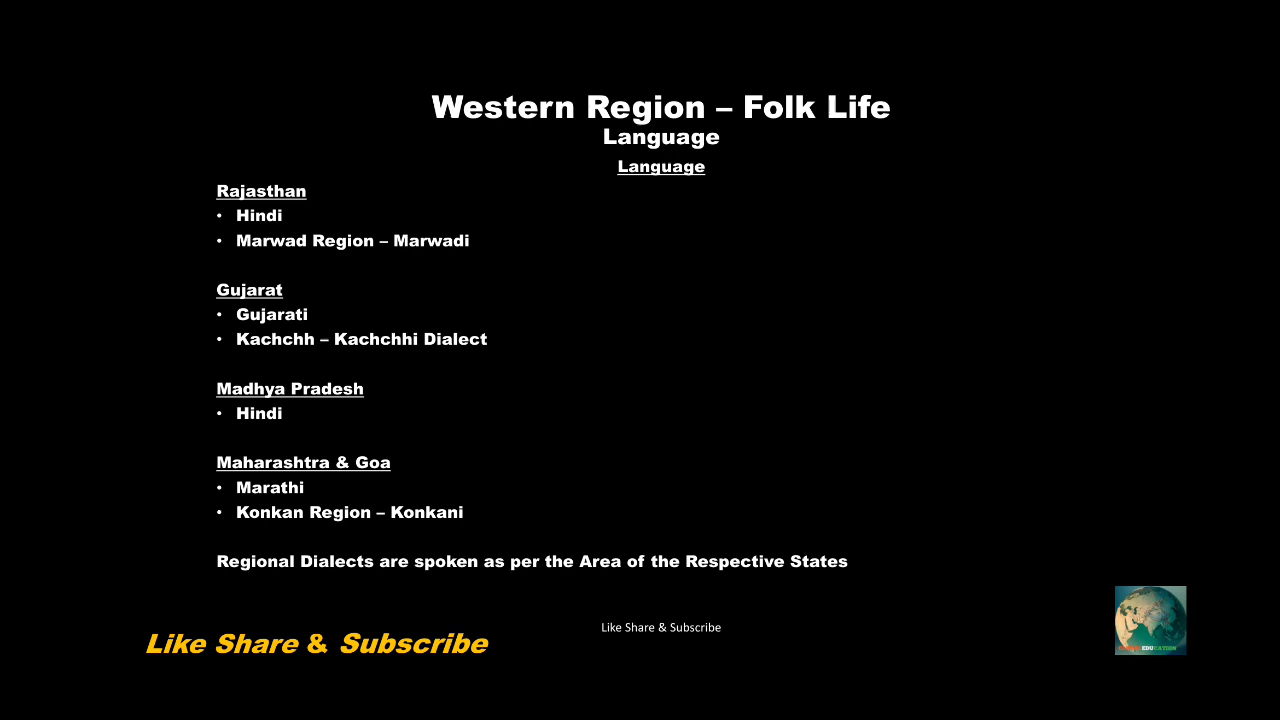 Western Region – Folk Life
Language
Language
Rajasthan
• Hindi
• Marwad Region – Marwadi
Gujarat
• Gujarati
• Kachchh – Kachchhi Dialect
Madhya Pradesh
• Hindi
Maharashtra & Goa
• Marathi
• Konkan Region – Konkani
Regional Dialects are spoken as per the Area of the Respective States
Like Share & Subscribe
Like Share & Subscribe
EDUCATION